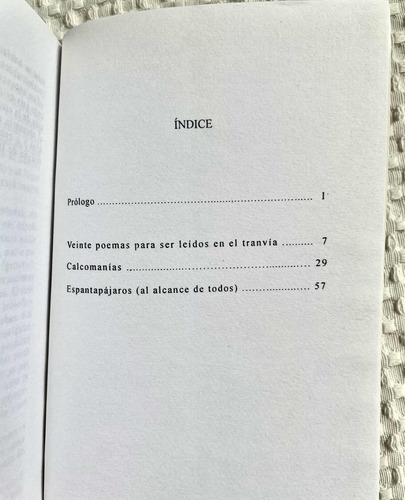 ÍNDICE
Prólogo ........................................................ I
Veinte poemas para ser leídos en el tranvía .......... 7
Calcomanías ................................................ 29
Espantapájaros (al alcance de todos) .................. 57